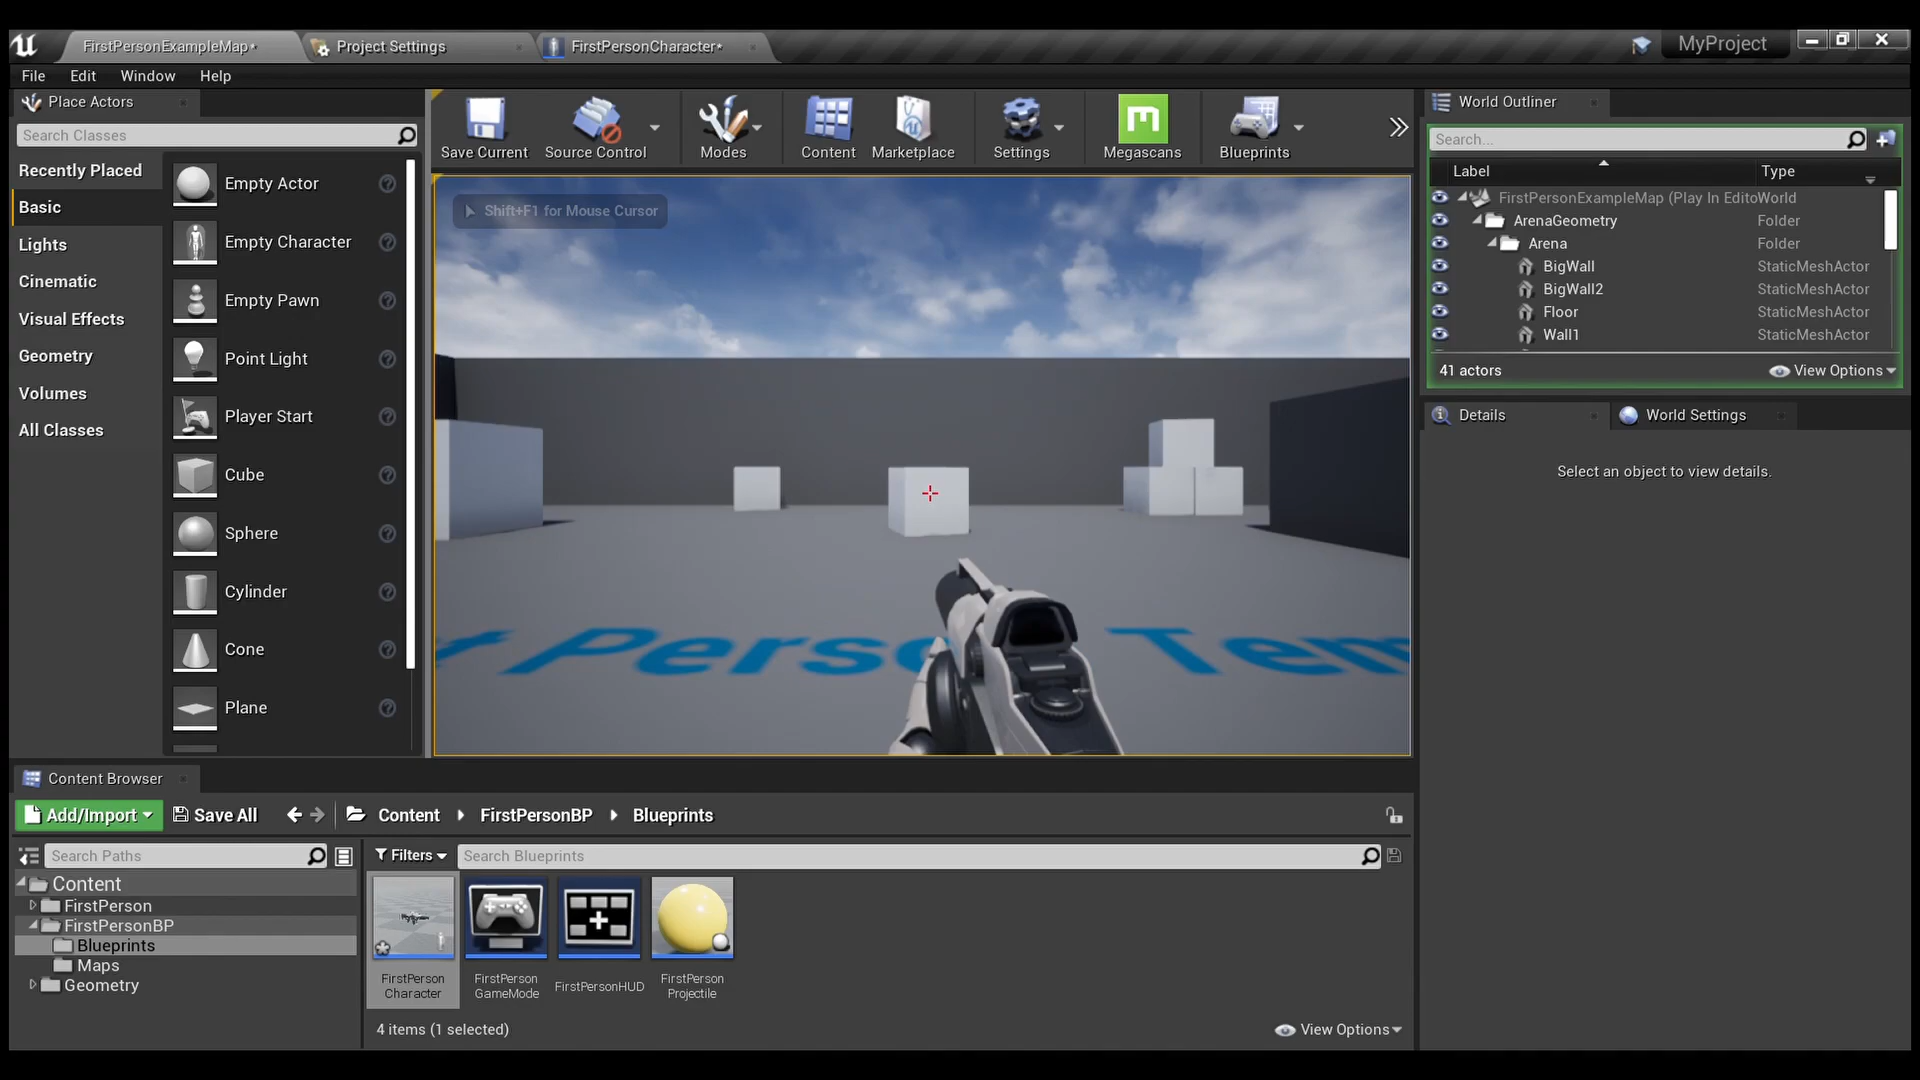 FirstPersonExampleMap*
Project Settings
FirstPersonCharacter*
MyProject
File Edit Window Help
Place Actors
Search Classes
Recently Placed
Basic
Lights
Cinematic
Visual Effects
Geometry
Volumes
All Classes
Empty Actor
Empty Character
Empty Pawn
Point Light
Player Start
Cube
Sphere
Cylinder
Cone
Plane
Save Current
Source Control
Modes
Content
Marketplace
Settings
Megascans
Blueprints
Shift+F1 for Mouse Cursor
World Outliner
Search...
Label Type
FirstPersonExampleMap (Play In Edito World
ArenaGeometry Folder
Arena Folder
BigWall StaticMeshActor
BigWall2 StaticMeshActor
Floor StaticMeshActor
Wall1 StaticMeshActor
41 actors
View Options
Details
World Settings
Select an object to view details.
Content Browser
Add/Import
Save All
Content
FirstPersonBP
Blueprints
Search Paths
Filters
Search Blueprints
Content
FirstPerson
FirstPersonBP
Blueprints
Maps
Geometry
FirstPerson
Character
FirstPerson
GameMode
FirstPersonHUD
FirstPerson
Projectile
4 items (1 selected)
View Options